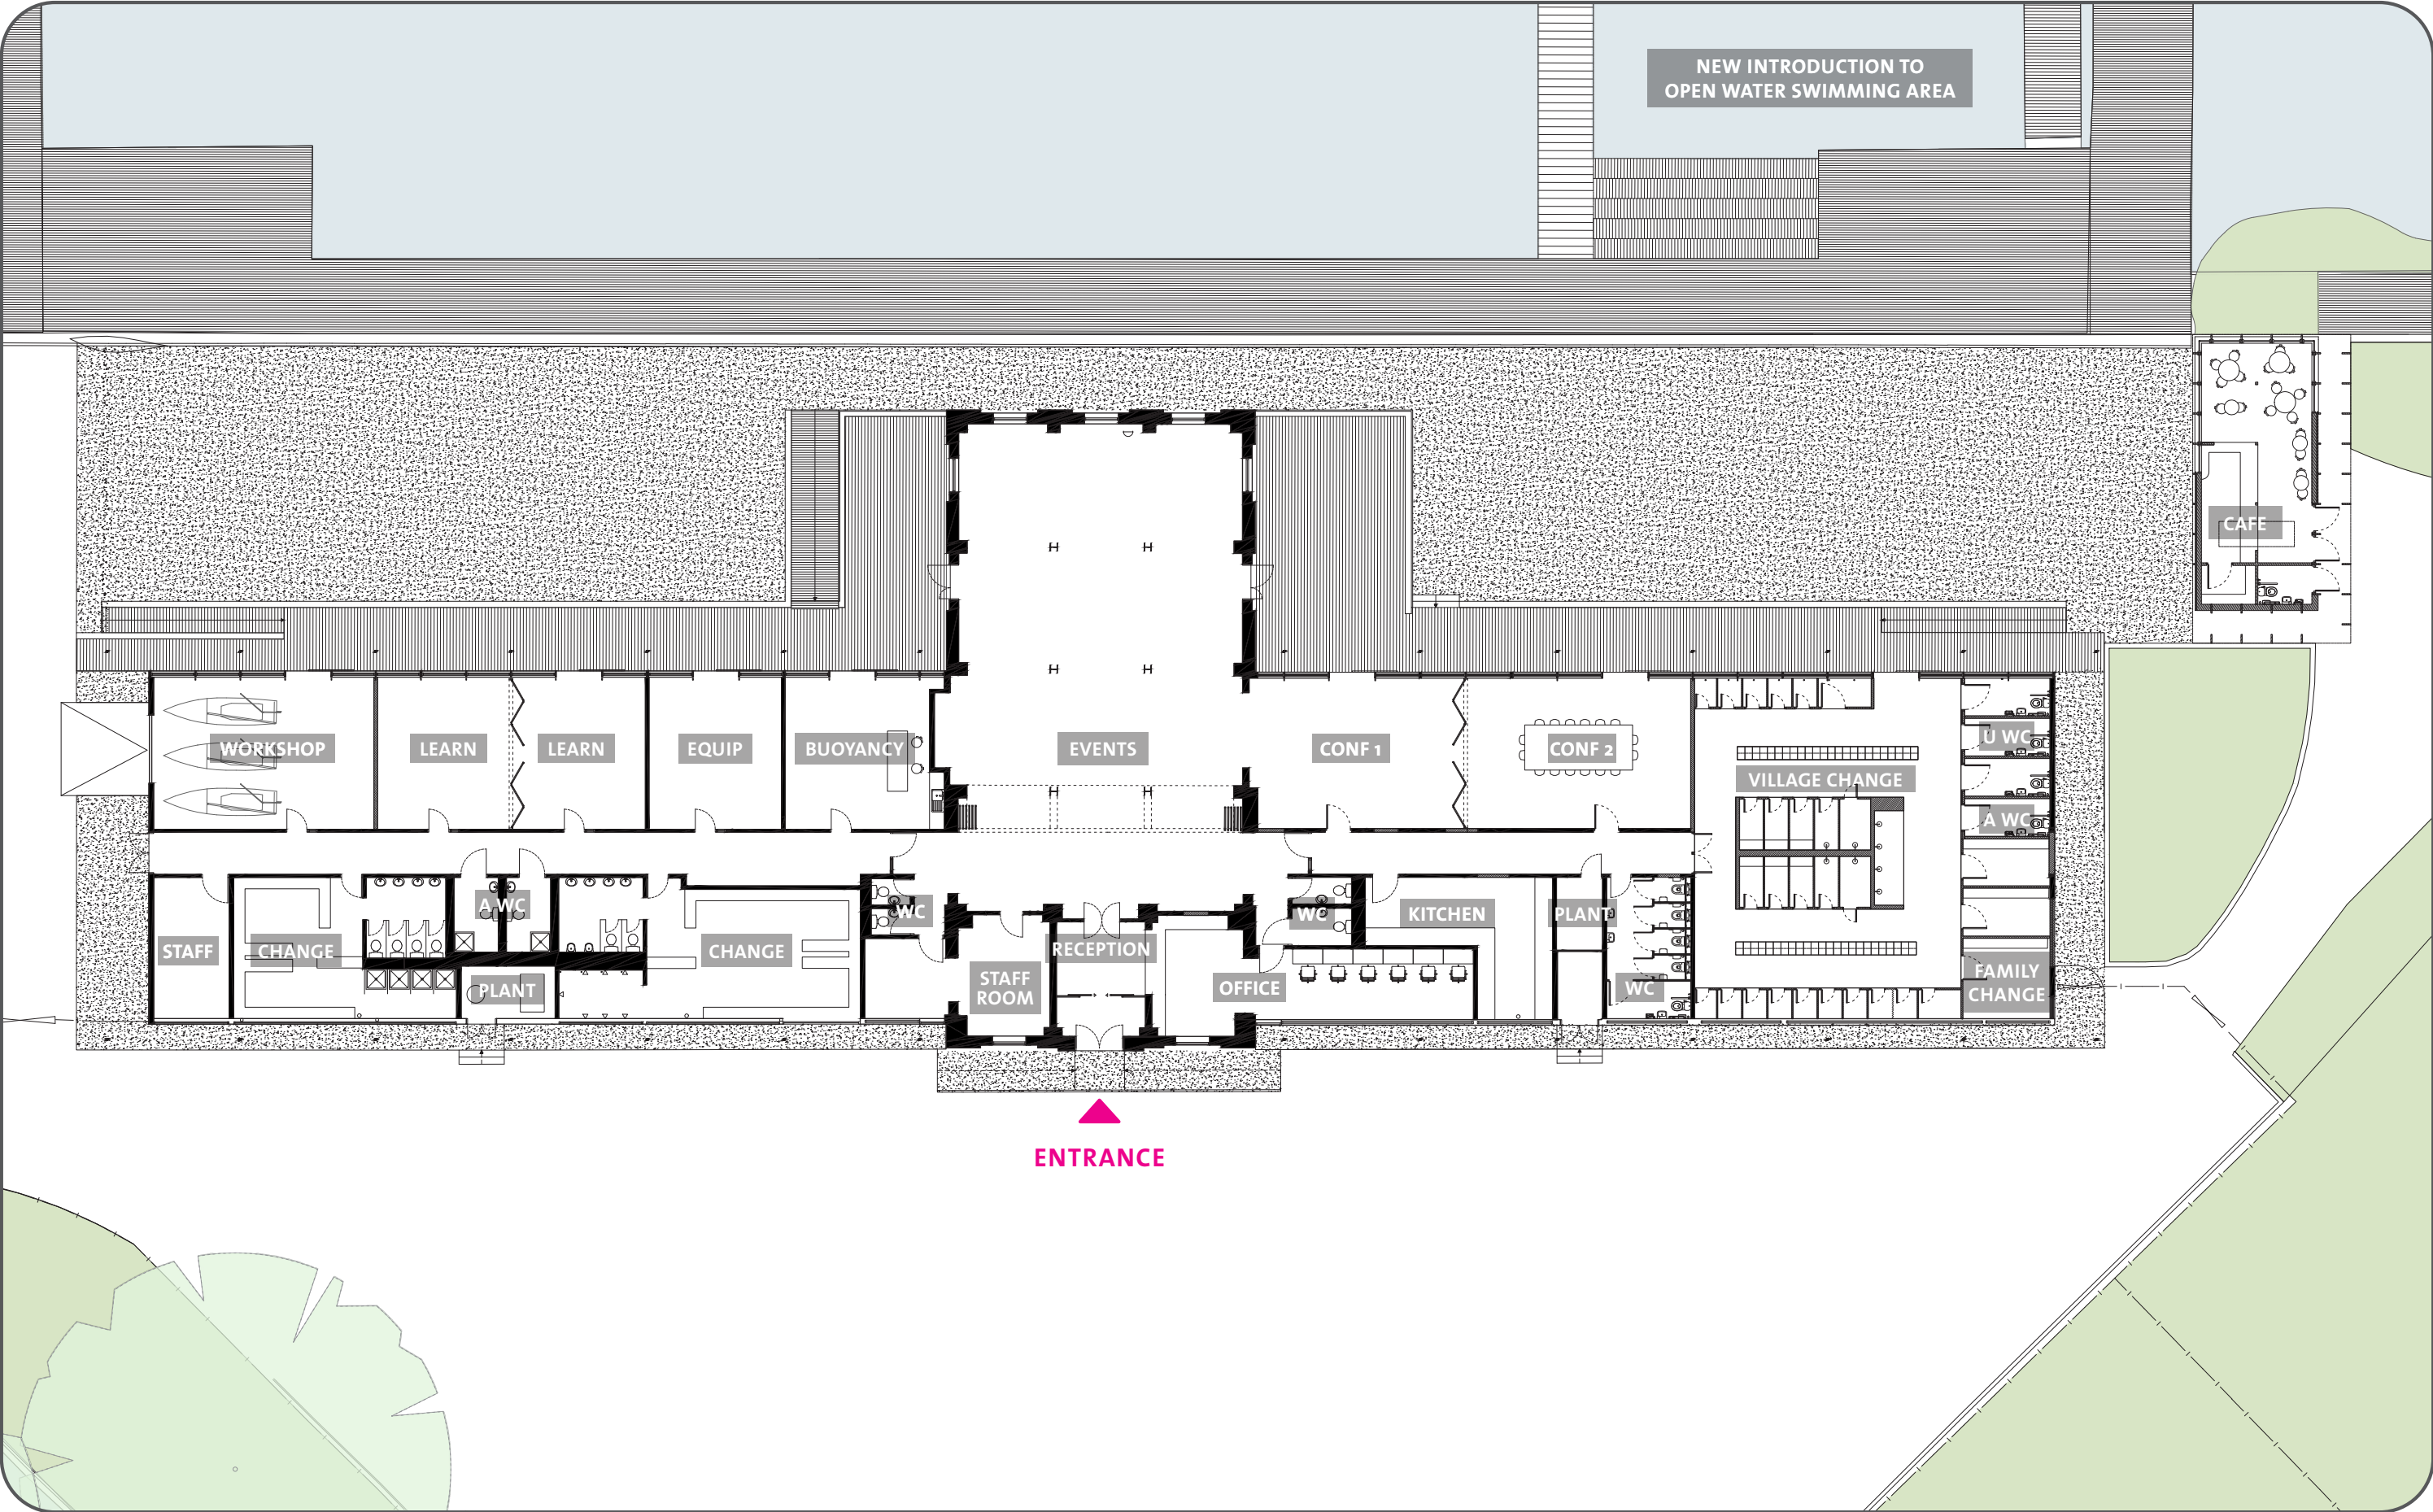 NEW INTRODUCTION TO
OPEN WATER SWIMMING AREA
CAFE
WORKSHOP
LEARN
LEARN
EQUIP
BUOYANCY
EVENTS
CONF 1
CONF 2
VILLAGE CHANGE
U WC
A WC
STAFF
CHANGE
A WC
PLANT
CHANGE
WC
STAFF
ROOM
RECEPTION
OFFICE
WC
KITCHEN
PLANT
WC
FAMILY
CHANGE
ENTRANCE